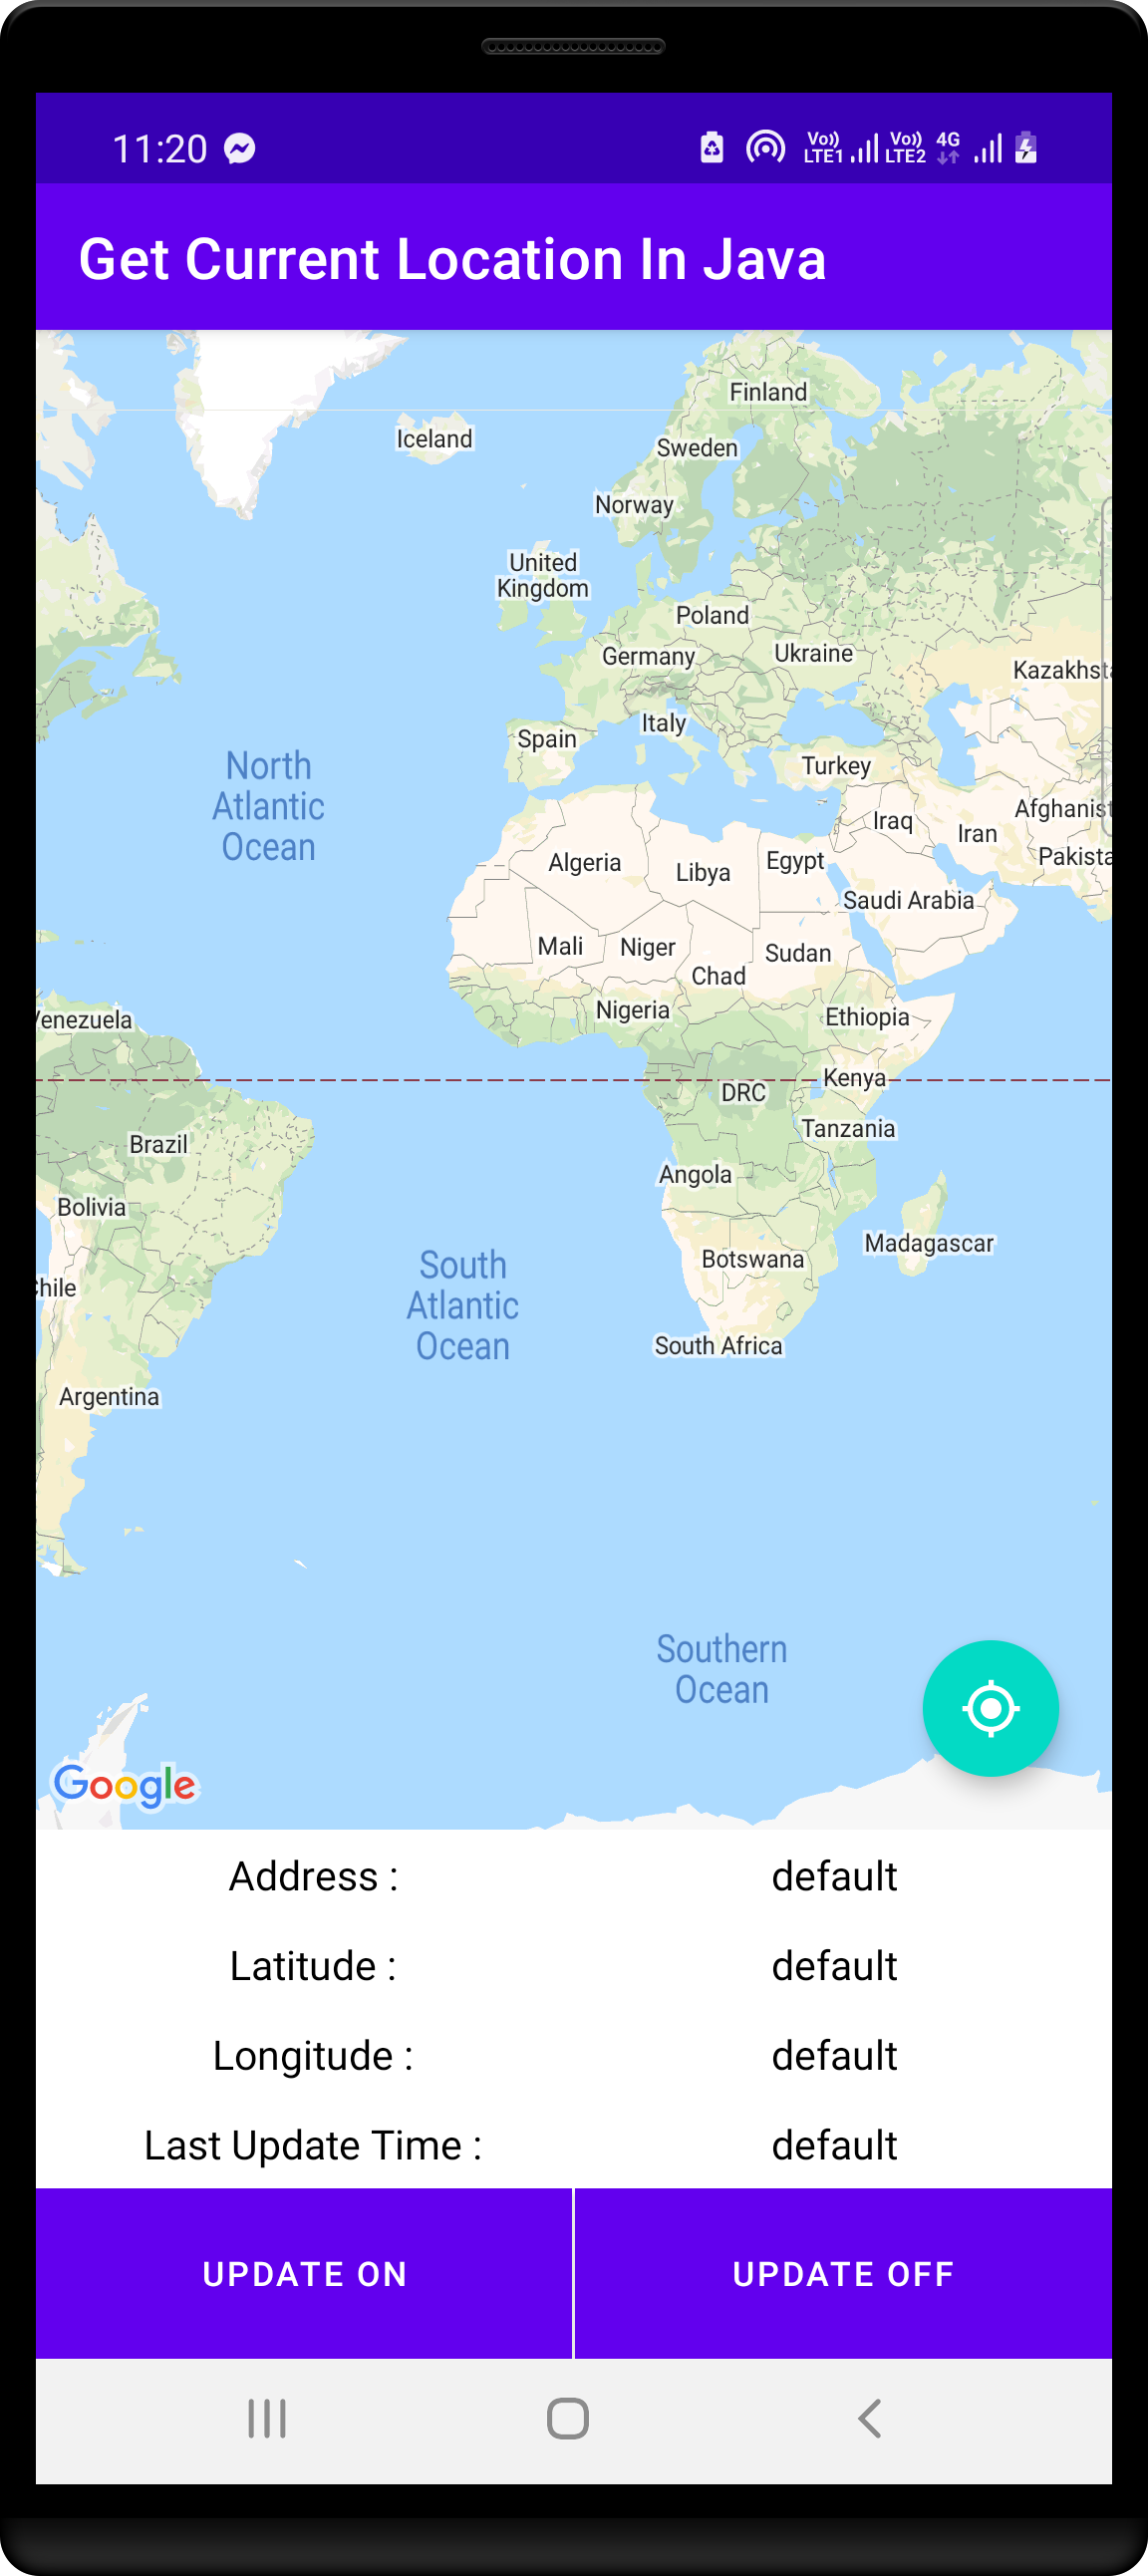 11:20
Vo)) LTE1 Vo)) LTE2 4G
Get Current Location In Java
Finland
Iceland
Sweden
Norway
United
Kingdom
Poland
Germany
Ukraine
Kazakhsta
Italy
Spain
Turkey
Afghanist
Iraq
Iran
Pakista
North
Atlantic
Ocean
Algeria
Libya
Egypt
Saudi Arabia
Mali
Niger
Sudan
Chad
Nigeria
Ethiopia
Venezuela
Kenya
DRC
Tanzania
Brazil
Angola
Bolivia
Madagascar
Botswana
Chile
South
Atlantic
Ocean
South Africa
Argentina
Southern
Ocean
Google
Address : default
Latitude : default
Longitude : default
Last Update Time : default
UPDATE ON UPDATE OFF